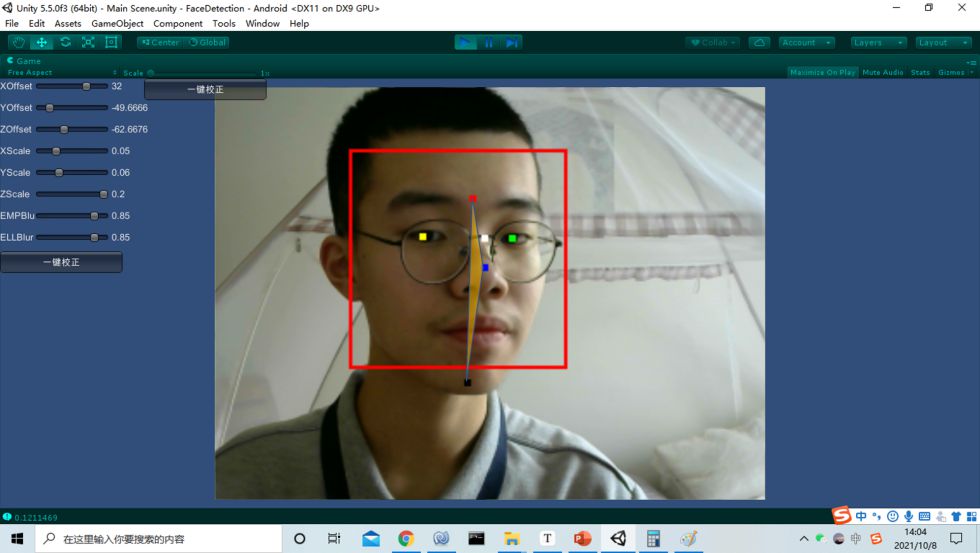 Unity 5.5.0f3 (64bit) - Main Scene.unity - FaceDetection - Android <DX11 on DX9 GPU>
File Edit Assets GameObject Component Tools Window Help
Center Global Collab Account Layers Layout
Game
Free Aspect Scale 1x Maximize On Play Mute Audio Stats Gizmos
XOffset 32 一键校正
YOffset -49.6666
ZOffset -62.6676
XScale 0.05
YScale 0.06
ZScale 0.2
EMPBlu 0.85
ELLBlur 0.85
一键校正
0.1211469
中
在这里输入你要搜索的内容
T
P
中
14:04
2021/10/8